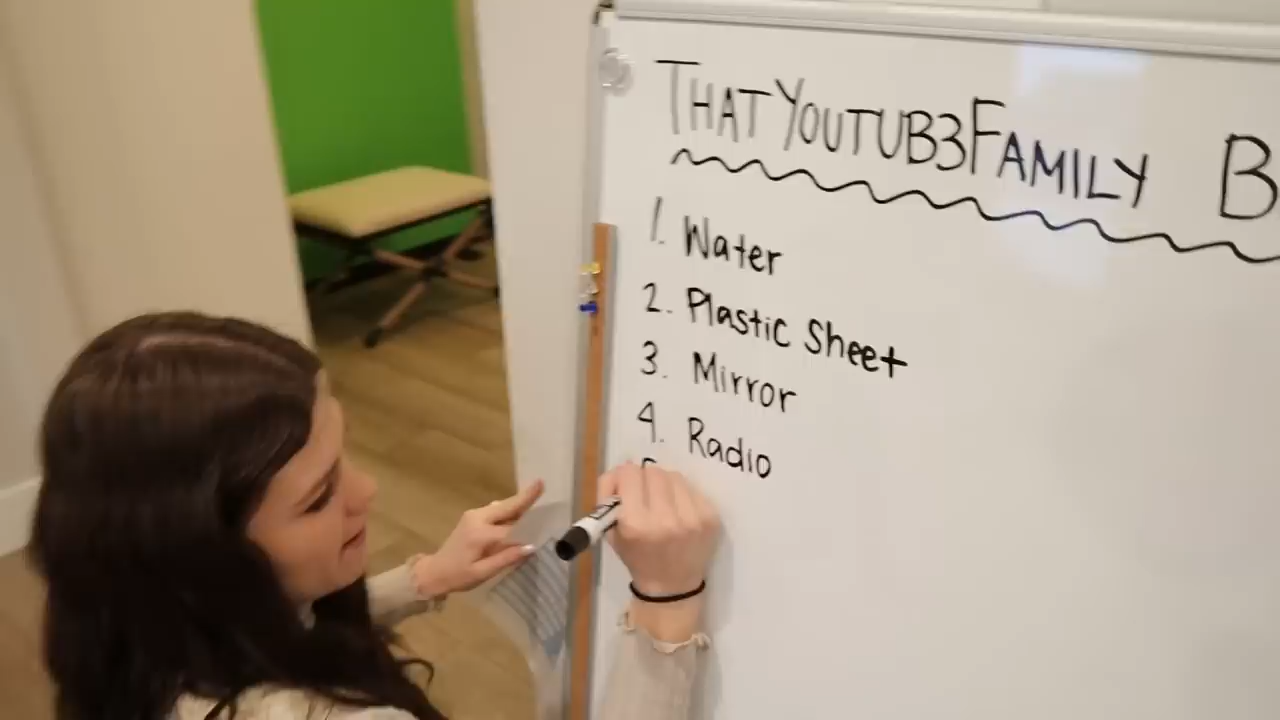 THATYOUTUB3FAMILY B
1. Water
2. Plastic Sheet
3. Mirror
4. Radio